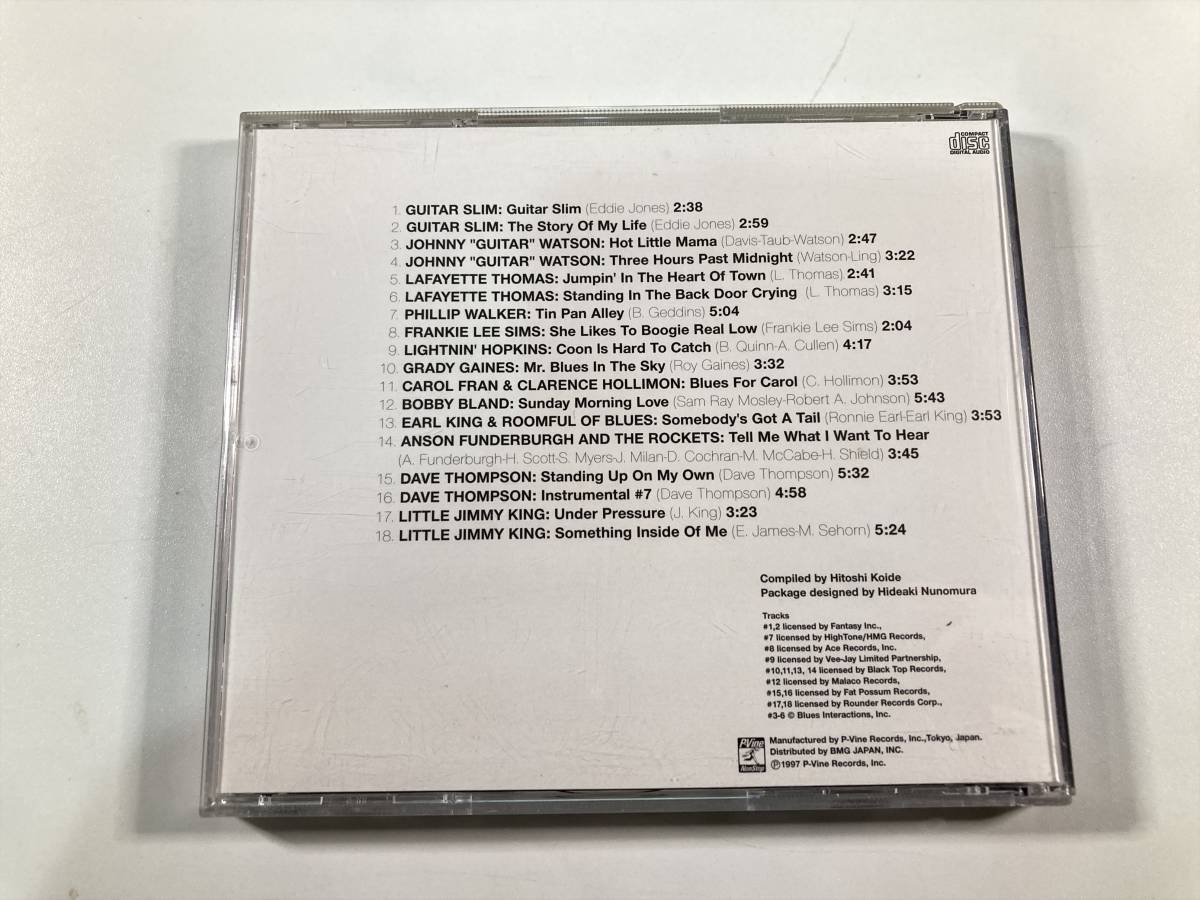 COMPACT
disc
DIGITAL AUDIO
1. GUITAR SLIM: Guitar Slim (Eddie Jones) 2:38
2. GUITAR SLIM: The Story Of My Life (Eddie Jones) 2:59
3. JOHNNY "GUITAR" WATSON: Hot Little Mama (Davis-Taub-Watson) 2:47
4. JOHNNY "GUITAR" WATSON: Three Hours Past Midnight (Watson-Ling) 3:22
5. LAFAYETTE THOMAS: Jumpin' In The Heart Of Town (L. Thomas) 2:41
6. LAFAYETTE THOMAS: Standing In The Back Door Crying (L. Thomas) 3:15
7. PHILLIP WALKER: Tin Pan Alley (B. Geddins) 5:04
8. FRANKIE LEE SIMS: She Likes To Boogie Real Low (Frankie Lee Sims) 2:04
9. LIGHTNIN' HOPKINS: Coon Is Hard To Catch (B. Quinn-A. Cullen) 4:17
10. GRADY GAINES: Mr. Blues In The Sky (Roy Gaines) 3:32
11. CAROL FRAN & CLARENCE HOLLIMON: Blues For Carol (C. Hollimon) 3:53
12. BOBBY BLAND: Sunday Morning Love (Sam Ray Mosley-Robert A. Johnson) 5:43
13. EARL KING & ROOMFUL OF BLUES: Somebody's Got A Tail (Ronnie Earl-Earl King) 3:53
14. ANSON FUNDERBURGH AND THE ROCKETS: Tell Me What I Want To Hear
(A. Funderburgh-H. Scott-S. Myers-J. Milan-D. Cochran-M. McCabe-H. Shield) 3:45
15. DAVE THOMPSON: Standing Up On My Own (Dave Thompson) 5:32
16. DAVE THOMPSON: Instrumental #7 (Dave Thompson) 4:58
17. LITTLE JIMMY KING: Under Pressure (J. King) 3:23
18. LITTLE JIMMY KING: Something Inside Of Me (E. James-M. Sehorn) 5:24
Compiled by Hitoshi Koide
Package designed by Hideaki Nunomura
Tracks
#1,2 licensed by Fantasy Inc.,
#7 licensed by HighTone/HMG Records,
#8 licensed by Ace Records, Inc.
#9 licensed by Vee-Jay Limited Partnership,
#10,11,13, 14 licensed by Black Top Records,
#12 licensed by Malaco Records,
#15,16 licensed by Fat Possum Records,
#17,18 licensed by Rounder Records Corp.,
#3-6 © Blues Interactions, Inc.
P-Vine
NonStop
Manufactured by P-Vine Records, Inc.,Tokyo, Japan.
Distributed by BMG JAPAN, INC.
℗1997 P-Vine Records, Inc.